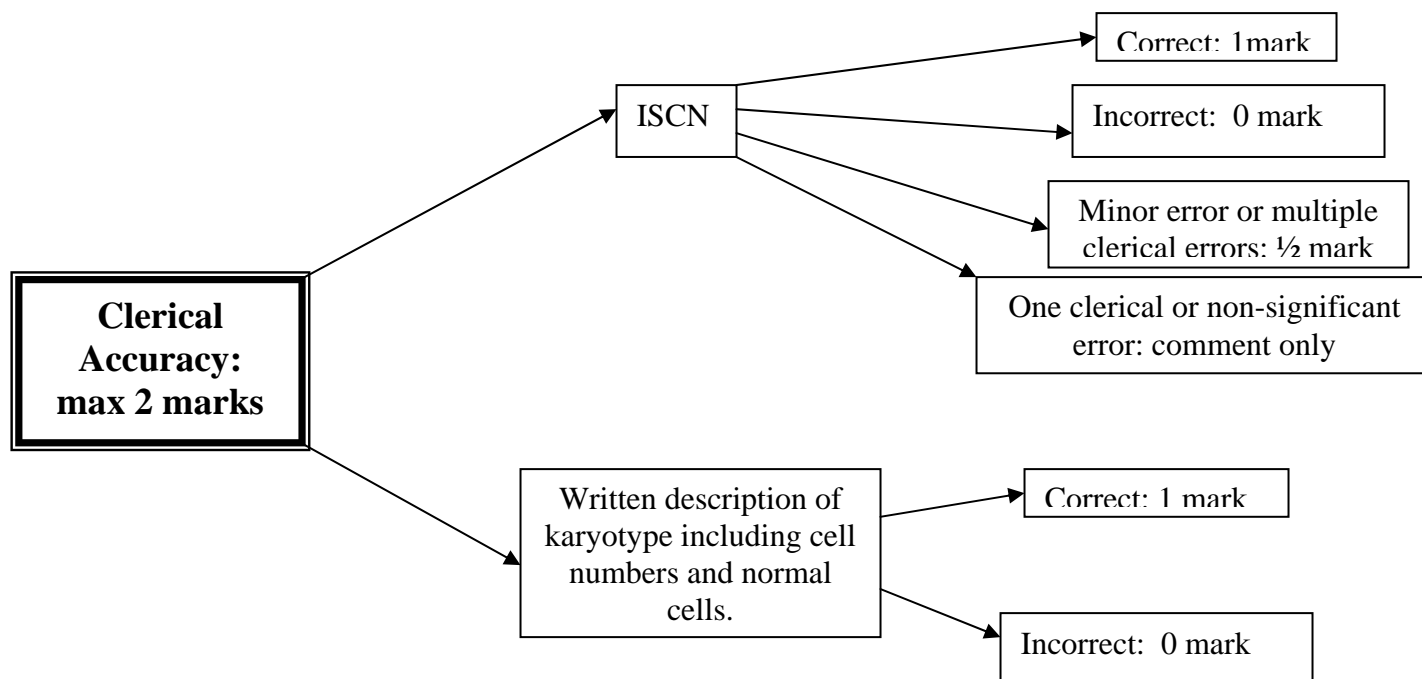 Correct: 1mark
ISCN
Incorrect: 0 mark
Minor error or multiple
clerical errors: ½ mark
One clerical or non-significant
error: comment only
Clerical
Accuracy:
max 2 marks
Written description of
karyotype including cell
numbers and normal
cells.
Correct: 1 mark
Incorrect: 0 mark